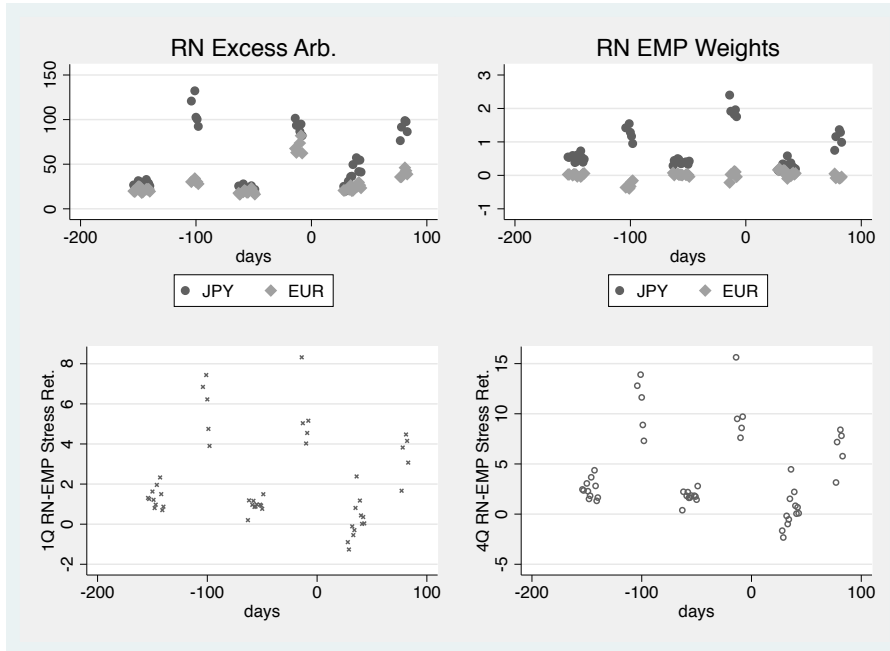 RN Excess Arb.
150
100
50
0
-200 -100 0 100
days
JPY EUR
RN EMP Weights
3
2
1
0
-1
-200 -100 0 100
days
JPY EUR
1Q RN-EMP Stress Ret.
8
6
4
2
0
-2
-200 -100 0 100
days
4Q RN-EMP Stress Ret.
15
10
5
0
-5
-200 -100 0 100
days